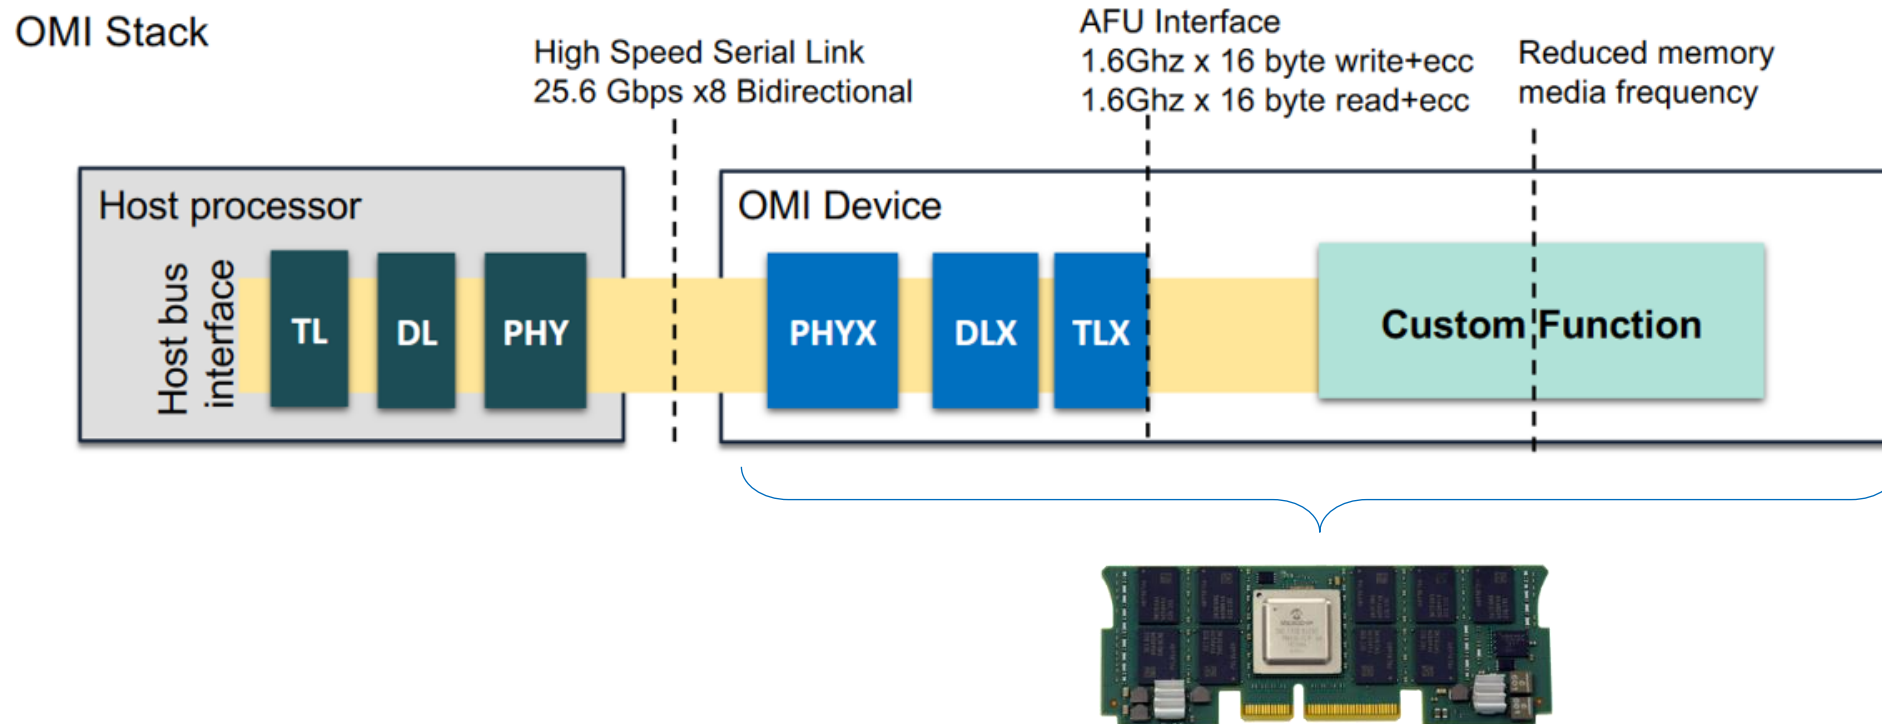 OMI Stack
High Speed Serial Link
25.6 Gbps x8 Bidirectional
AFU Interface
1.6Ghz x 16 byte write+ecc
1.6Ghz x 16 byte read+ecc
Reduced memory
media frequency
Host processor
Host bus
interface
TL
DL
PHY
OMI Device
PHYX
DLX
TLX
Custom Function